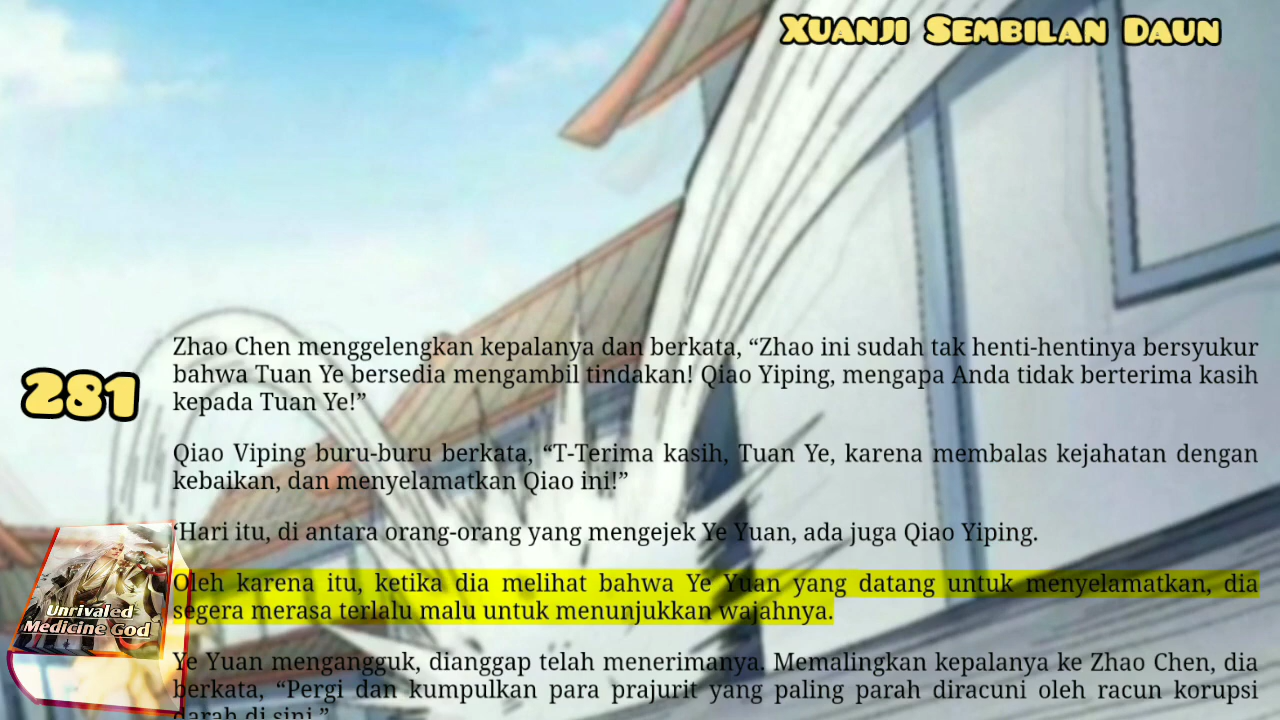 Xuanji Sembilan Daun
Zhao Chen menggelengkan kepalanya dan berkata, “Zhao ini sudah tak henti-hentinya bersyukur
bahwa Tuan Ye bersedia mengambil tindakan! Qiao Yiping, mengapa Anda tidak berterima kasih
kepada Tuan Ye!”
281
Qiao Viping buru-buru berkata, “T-Terima kasih, Tuan Ye, karena membalas kejahatan dengan
kebaikan, dan menyelamatkan Qiao ini!”
‘Hari itu, di antara orang-orang yang mengejek Ye Yuan, ada juga Qiao Yiping.
Oleh karena itu, ketika dia melihat bahwa Ye Yuan yang datang untuk menyelamatkan, dia
segera merasa terlalu malu untuk menunjukkan wajahnya.
Unrivaled
Medicine God
Ye Yuan mengangguk, dianggap telah menerimanya. Memalingkan kepalanya ke Zhao Chen, dia
berkata, “Pergi dan kumpulkan para prajurit yang paling parah diracuni oleh racun korupsi
darah di sini.”